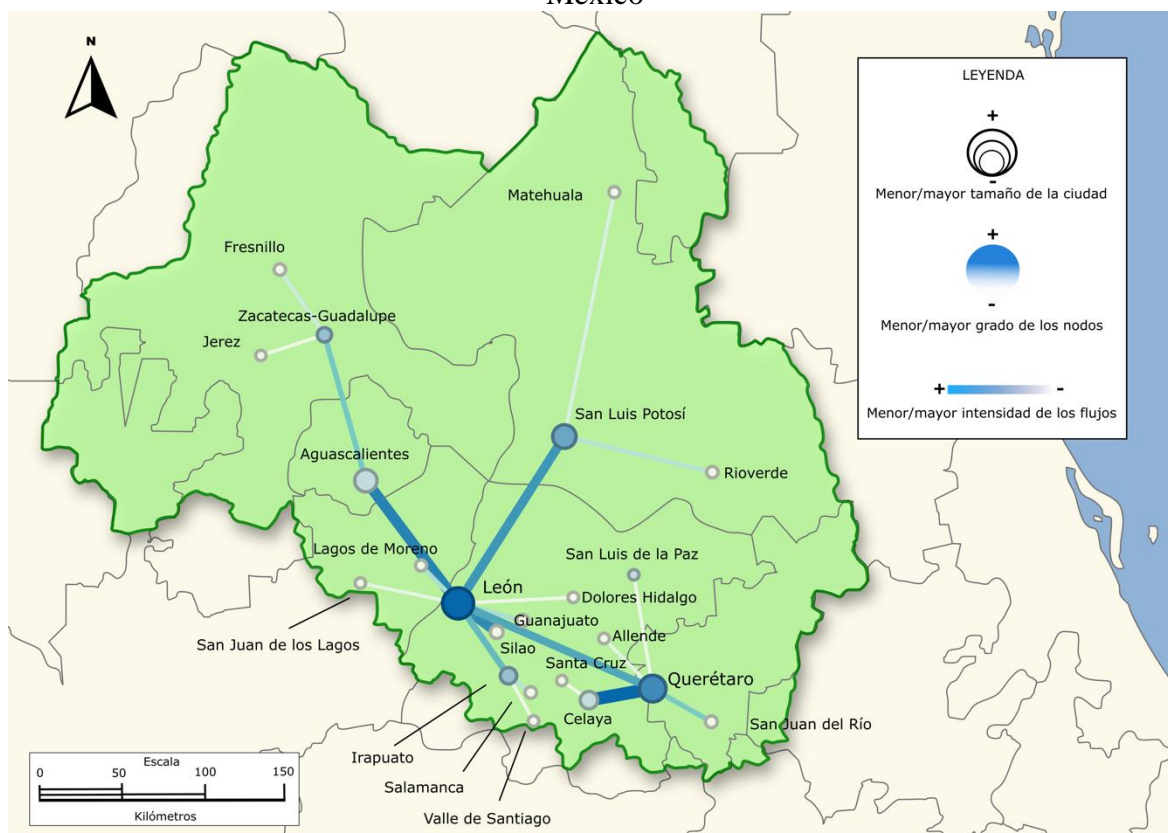 México
N
LEYENDA
+
-
Menor/mayor tamaño de la ciudad
+
-
Menor/mayor grado de los nodos
+ -
Menor/mayor intensidad de los flujos
Matehuala
Fresnillo
Zacatecas-Guadalupe
Jerez
San Luis Potosí
Aguascalientes
Rioverde
Lagos de Moreno
San Luis de la Paz
León
Dolores Hidalgo
Guanajuato
San Juan de los Lagos
Silao
Allende
Santa Cruz
Querétaro
Celaya
San Juan del Río
Irapuato
Salamanca
Valle de Santiago
Escala
0 50 100 150
Kilómetros